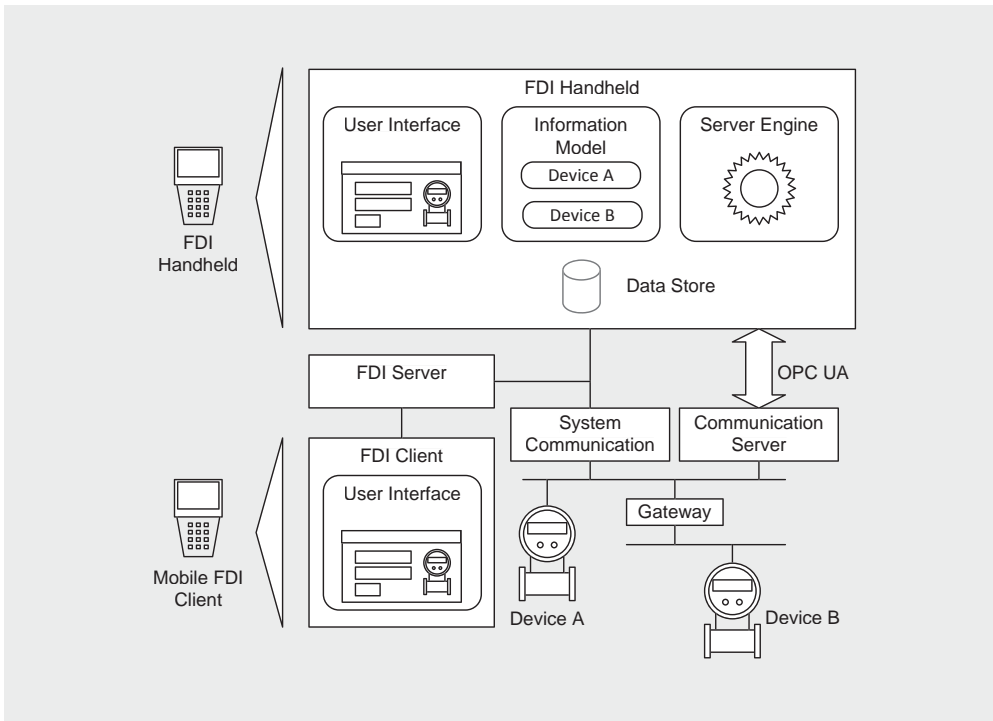 FDI Handheld
User Interface
Information
Model
Device A
Device B
Server Engine
Data Store
FDI
Handheld
FDI Server
OPC UA
System
Communication
Communication
Server
FDI Client
User Interface
Gateway
Mobile FDI
Client
Device A
Device B